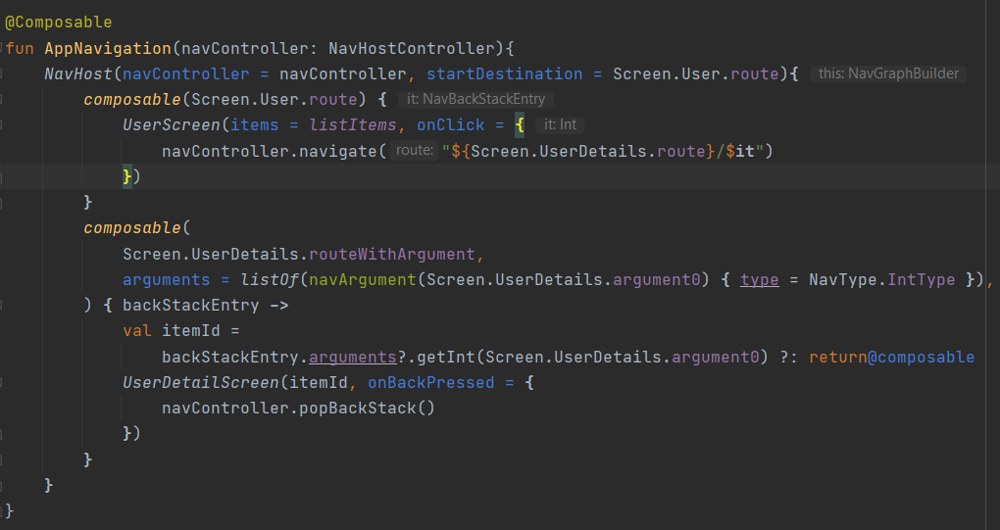 @Composable
fun AppNavigation(navController: NavHostController){
NavHost(navController = navController, startDestination = Screen.User.route){ this: NavGraphBuilder
composable(Screen.User.route) { it: NavBackStackEntry
UserScreen(items = listItems, onClick = { it: Int
navController.navigate( route: "${Screen.UserDetails.route}/$it")
})
}
composable(
Screen.UserDetails.routeWithArgument,
arguments = listOf(navArgument(Screen.UserDetails.argument0) { type = NavType.IntType }),
) { backStackEntry ->
val itemId =
backStackEntry.arguments?.getInt(Screen.UserDetails.argument0) ?: return@composable
UserDetailScreen(itemId, onBackPressed = {
navController.popBackStack()
})
}
}
}